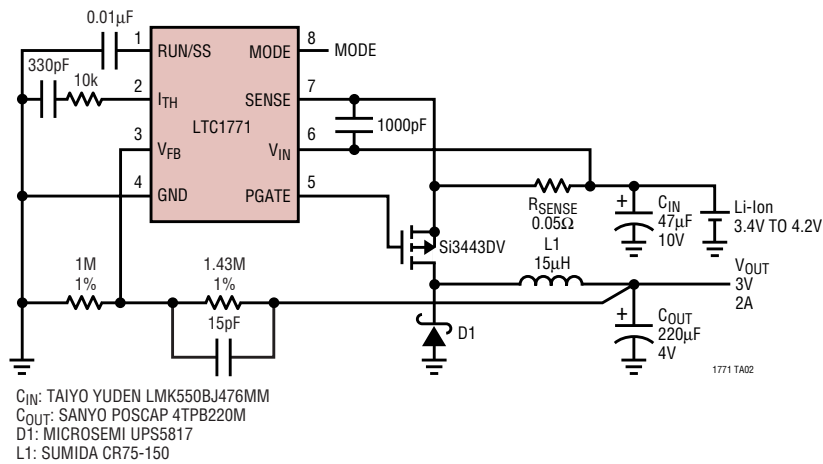 0.01µF
1
RUN/SS
MODE
8
MODE
330pF
10k
2
ITH
SENSE
7
LTC1771
1000pF
3
VFB
VIN
6
4
GND
PGATE
5
RSENSE
0.05Ω
+
CIN
47µF
10V
Li-Ion
3.4V TO 4.2V
Si3443DV
L1
15µH
1M
1%
1.43M
1%
15pF
VOUT
3V
2A
D1
+
COUT
220µF
4V
1771 TA02
CIN: TAIYO YUDEN LMK550BJ476MM
COUT: SANYO POSCAP 4TPB220M
D1: MICROSEMI UPS5817
L1: SUMIDA CR75-150